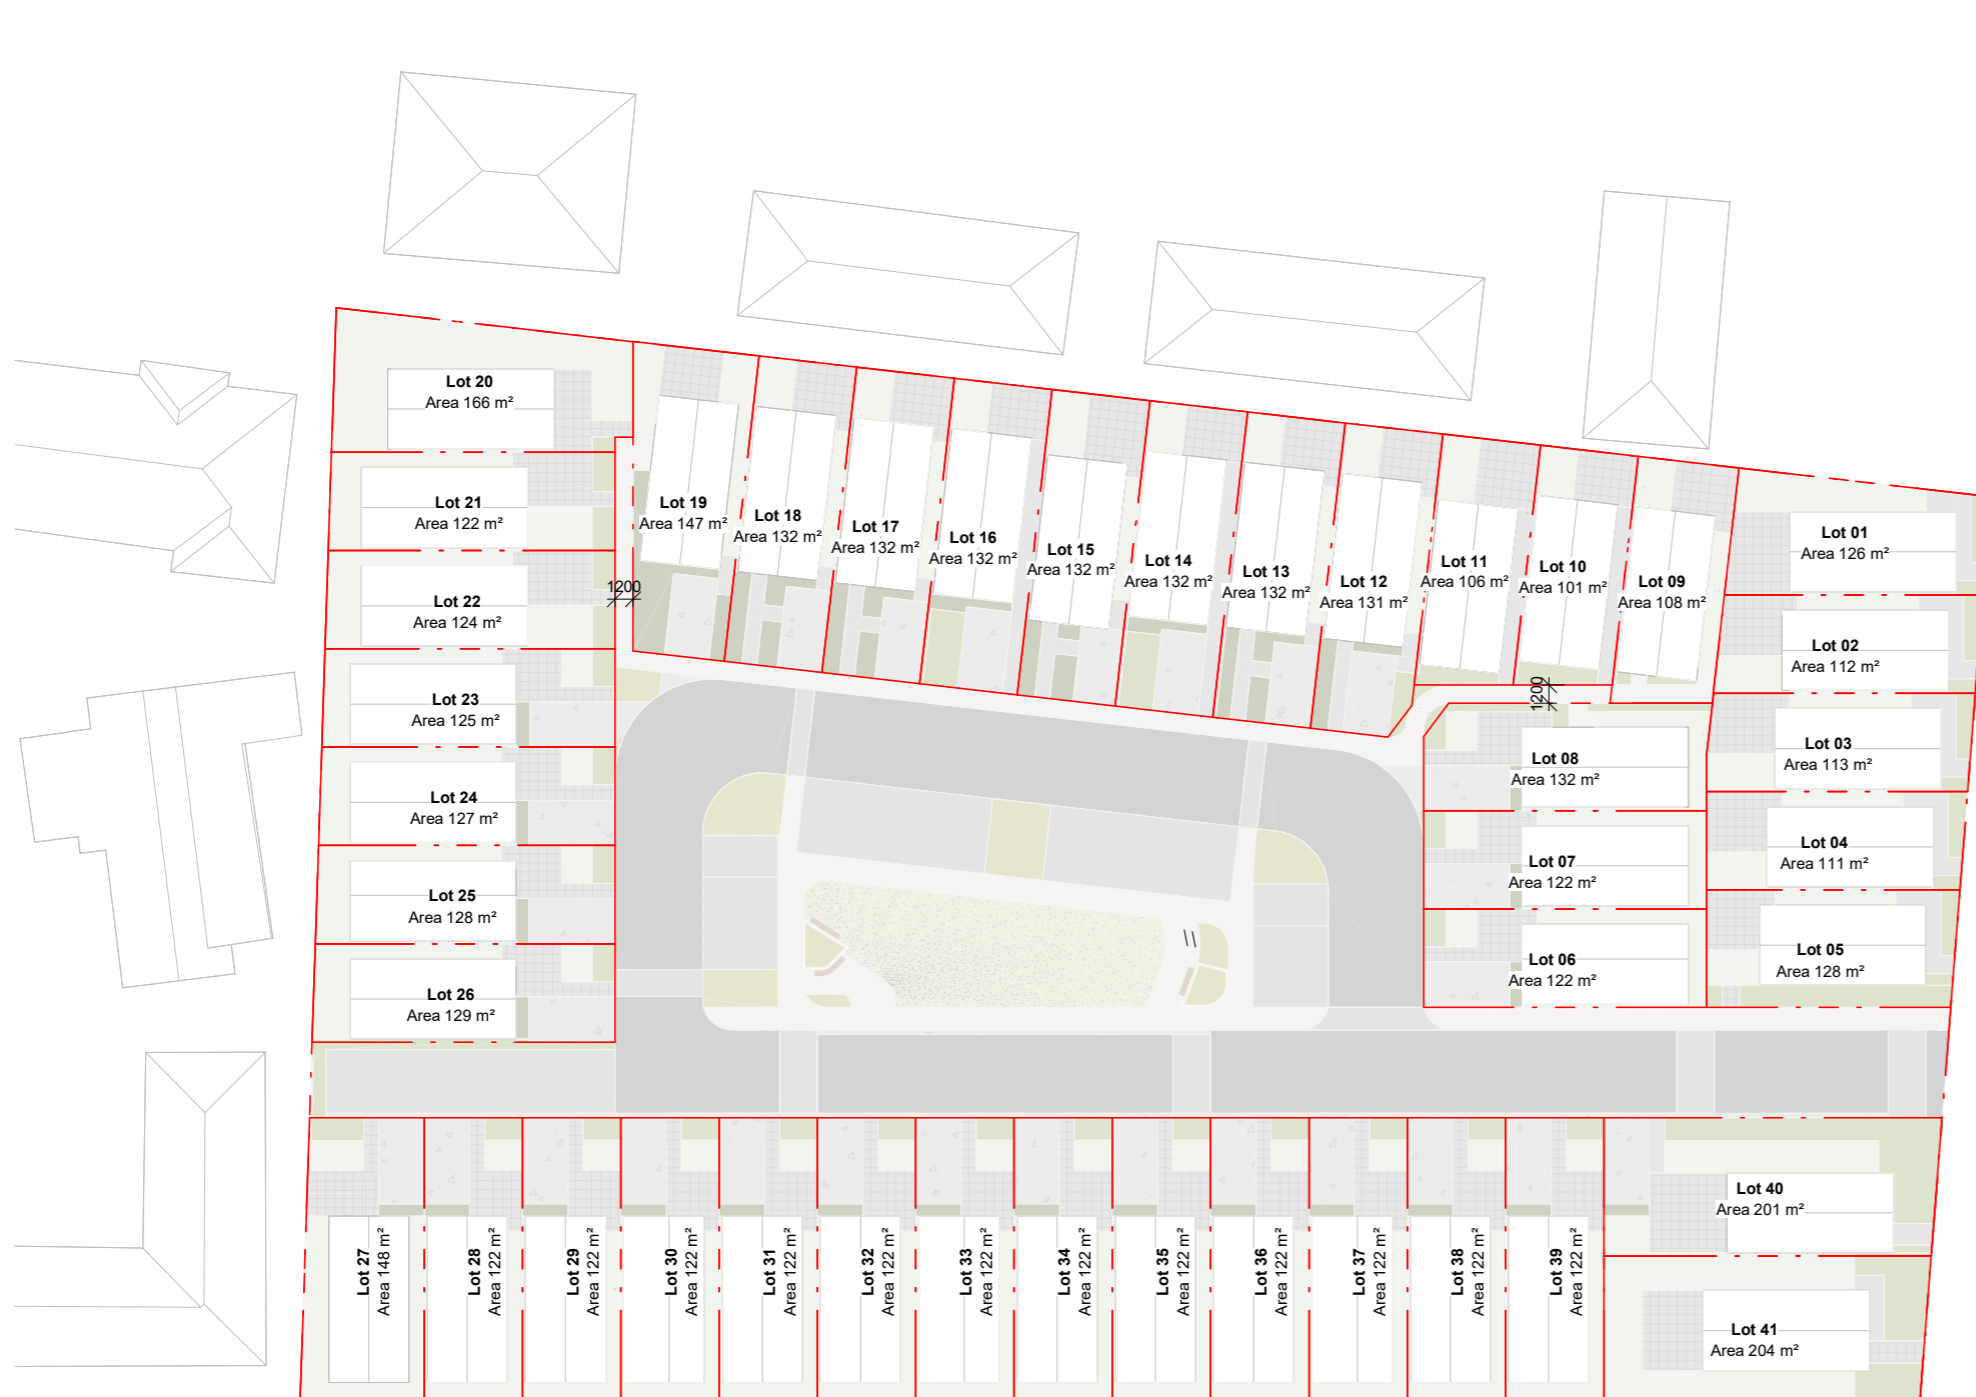 Lot 20
Area 166 m²
Lot 21
Area 122 m²
Lot 22
Area 124 m²
Lot 23
Area 125 m²
Lot 24
Area 127 m²
Lot 25
Area 128 m²
Lot 26
Area 129 m²
1200
Lot 19
Area 147 m²
Lot 18
Area 132 m²
Lot 17
Area 132 m²
Lot 16
Area 132 m²
Lot 15
Area 132 m²
Lot 14
Area 132 m²
Lot 13
Area 132 m²
Lot 12
Area 131 m²
Lot 11
Area 106 m²
Lot 10
Area 101 m²
Lot 09
Area 108 m²
1200
Lot 01
Area 126 m²
Lot 02
Area 112 m²
Lot 03
Area 113 m²
Lot 04
Area 111 m²
Lot 05
Area 128 m²
Lot 08
Area 132 m²
Lot 07
Area 122 m²
Lot 06
Area 122 m²
Lot 27
Area 148 m²
Lot 28
Area 122 m²
Lot 29
Area 122 m²
Lot 30
Area 122 m²
Lot 31
Area 122 m²
Lot 32
Area 122 m²
Lot 33
Area 122 m²
Lot 34
Area 122 m²
Lot 35
Area 122 m²
Lot 36
Area 122 m²
Lot 37
Area 122 m²
Lot 38
Area 122 m²
Lot 39
Area 122 m²
Lot 40
Area 201 m²
Lot 41
Area 204 m²